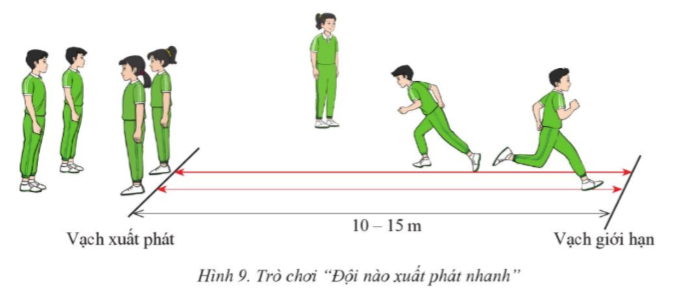 10 – 15 m
Vạch xuất phát
Vạch giới hạn
Hình 9. Trò chơi “Đội nào xuất phát nhanh”